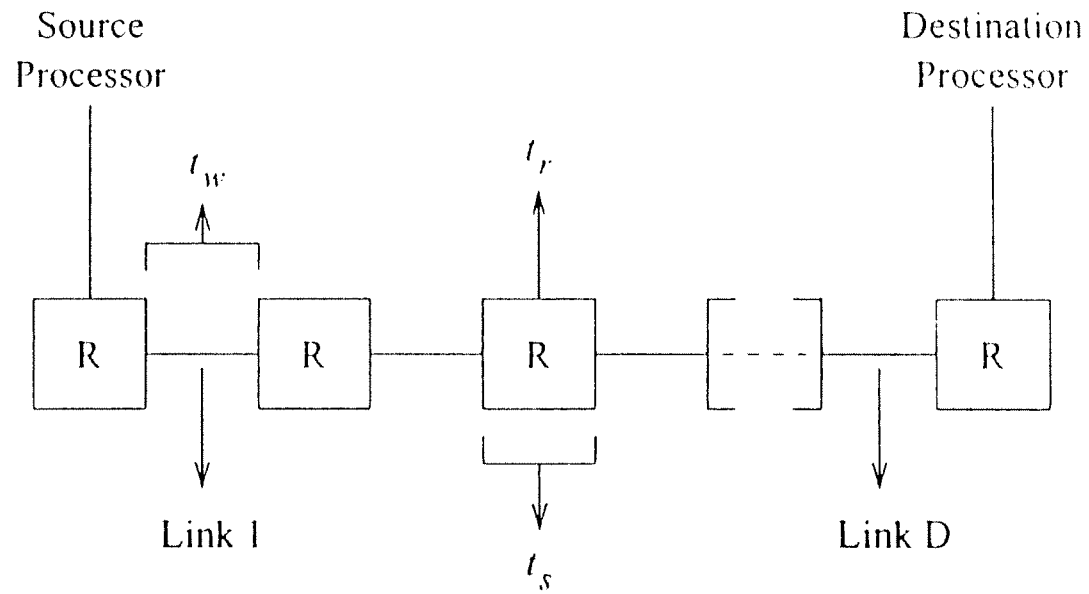 Source
Processor
Destination
Processor
t_w
t_r
R
R
R
R
Link 1
Link D
t_s